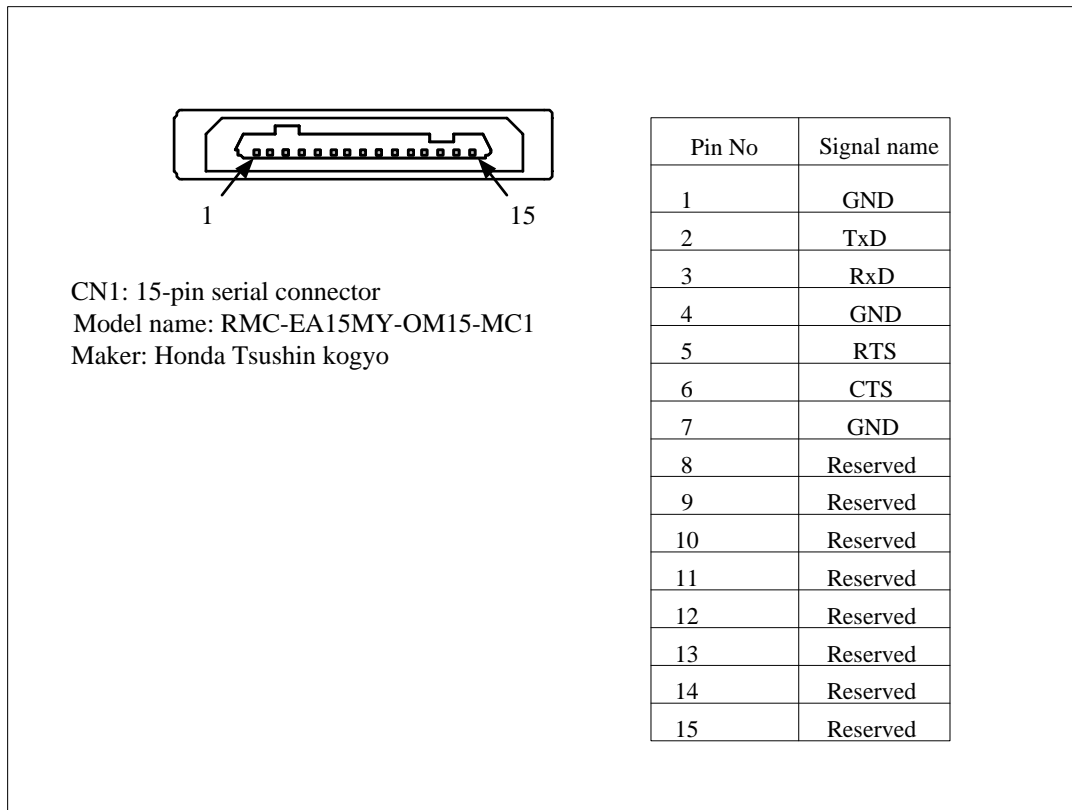 1 15
CN1: 15-pin serial connector
Model name: RMC-EA15MY-OM15-MC1
Maker: Honda Tsushin kogyo
Pin No Signal name
1 GND
2 TxD
3 RxD
4 GND
5 RTS
6 CTS
7 GND
8 Reserved
9 Reserved
10 Reserved
11 Reserved
12 Reserved
13 Reserved
14 Reserved
15 Reserved